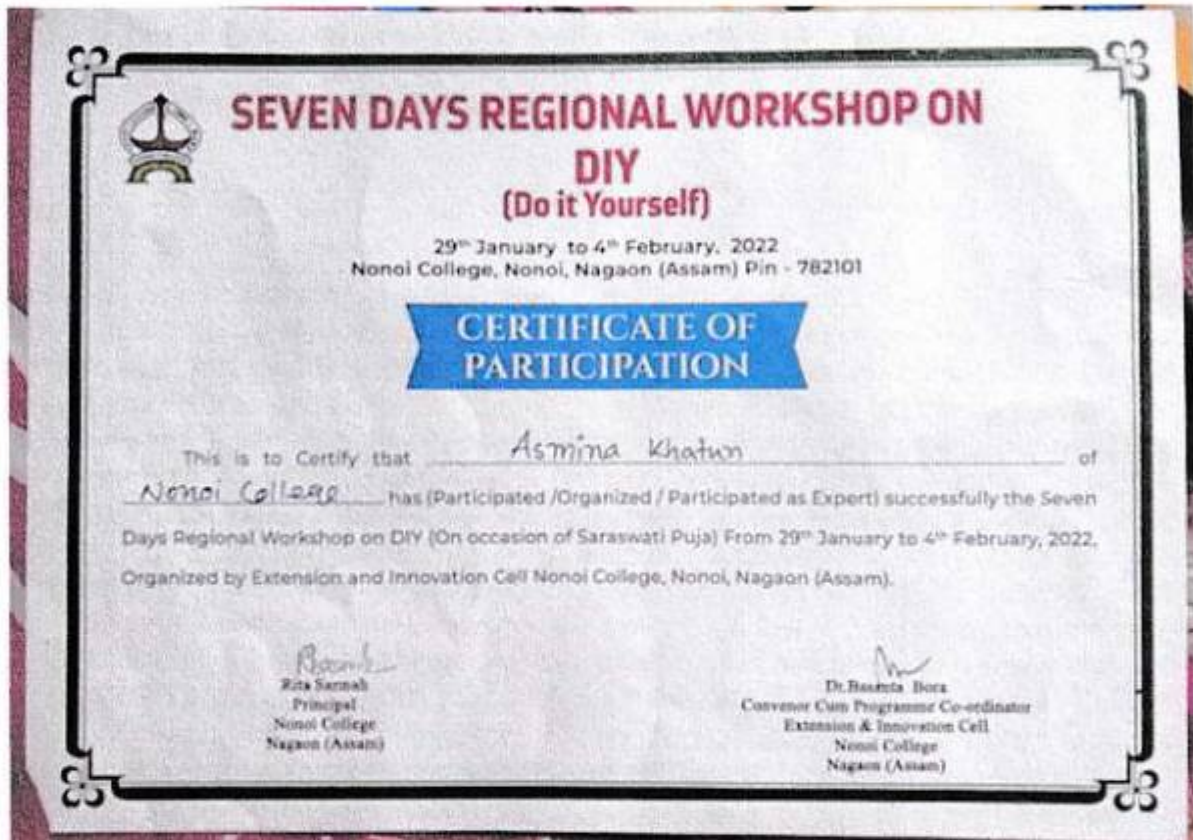 SEVEN DAYS REGIONAL WORKSHOP ON
DIY
(Do it Yourself)
29th January to 4th February, 2022
Nonoi College, Nonoi, Nagaon (Assam) Pin - 782101
CERTIFICATE OF
PARTICIPATION
This is to Certify that Asmina Khatun of
Nonoi College has (Participated /Organized / Participated as Expert) successfully the Seven
Days Regional Workshop on DIY (On occasion of Saraswati Puja) From 29th January to 4th February, 2022,
Organized by Extension and Innovation Cell Nonoi College, Nonoi, Nagaon (Assam).
Rita Sarmah
Principal
Nonoi College
Nagaon (Assam)
Dr. Basanta Bora
Convenor Cum Programme Co-ordinator
Extension & Innovation Cell
Nonoi College
Nagaon (Assam)